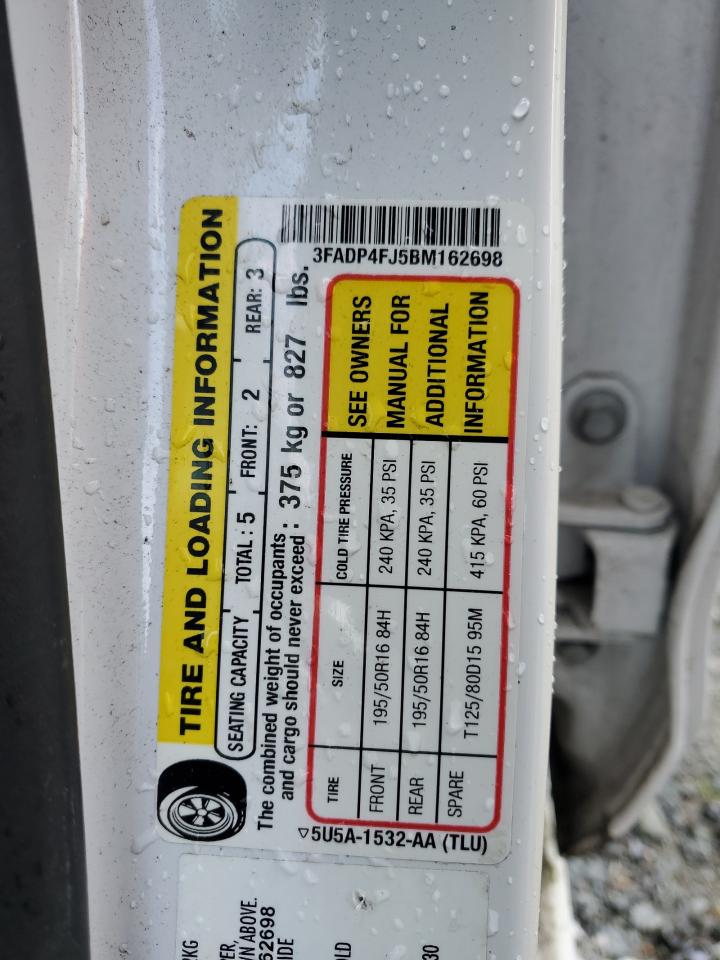 TIRE AND LOADING INFORMATION
SEATING CAPACITY TOTAL : 5 FRONT: 2 REAR: 3
The combined weight of occupants
and cargo should never exceed : 375 kg or 827 lbs.
3FADP4FJ5BM162698
TIRE SIZE COLD TIRE PRESSURE
FRONT 195/50R16 84H 240 KPA, 35 PSI
REAR 195/50R16 84H 240 KPA, 35 PSI
SPARE T125/80D15 95M 415 KPA, 60 PSI
SEE OWNERS
MANUAL FOR
ADDITIONAL
INFORMATION
5U5A-1532-AA (TLU)
ABOVE.
62698
30